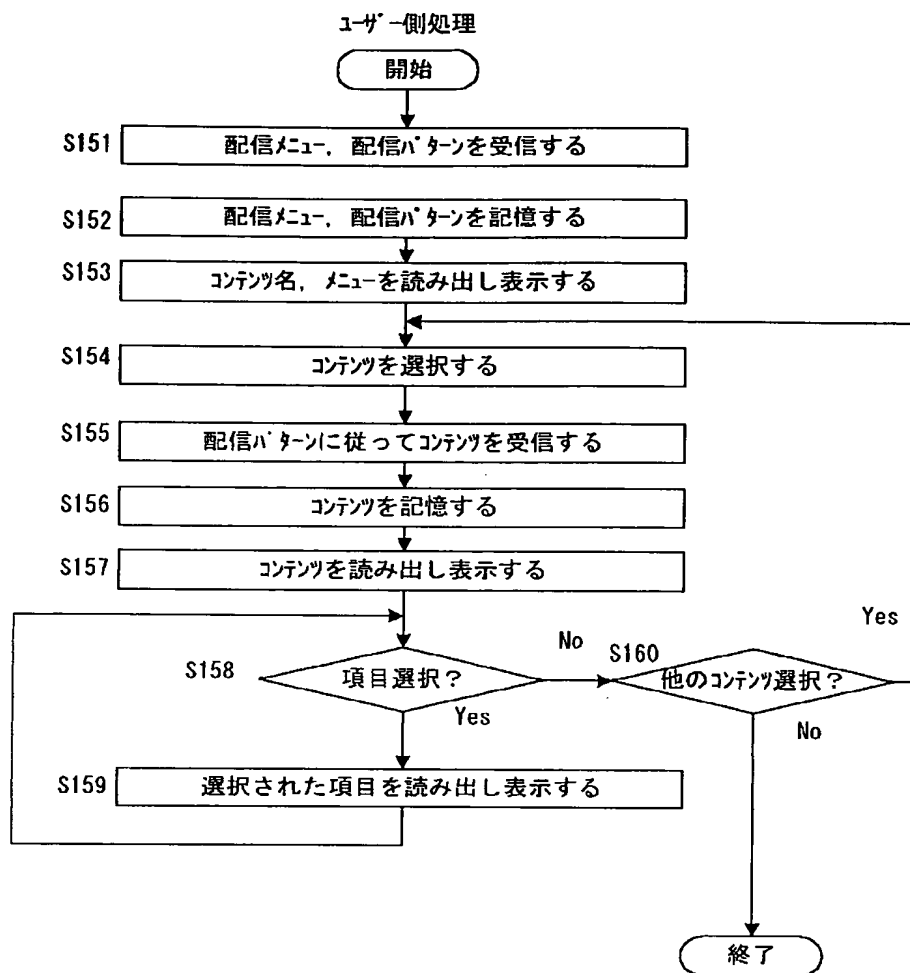 ﾕｰｻﾞｰ側処理
開始
S151
配信ﾒﾆｭｰ，配信ﾊﾟﾀｰﾝを受信する
S152
配信ﾒﾆｭｰ，配信ﾊﾟﾀｰﾝを記憶する
S153
ｺﾝﾃﾝﾂ名，ﾒﾆｭｰを読み出し表示する
S154
ｺﾝﾃﾝﾂを選択する
S155
配信ﾊﾟﾀｰﾝに従ってｺﾝﾃﾝﾂを受信する
S156
ｺﾝﾃﾝﾂを記憶する
S157
ｺﾝﾃﾝﾂを読み出し表示する
S158
項目選択？
No
Yes
S160
他のｺﾝﾃﾝﾂ選択？
Yes
No
S159
選択された項目を読み出し表示する
終了